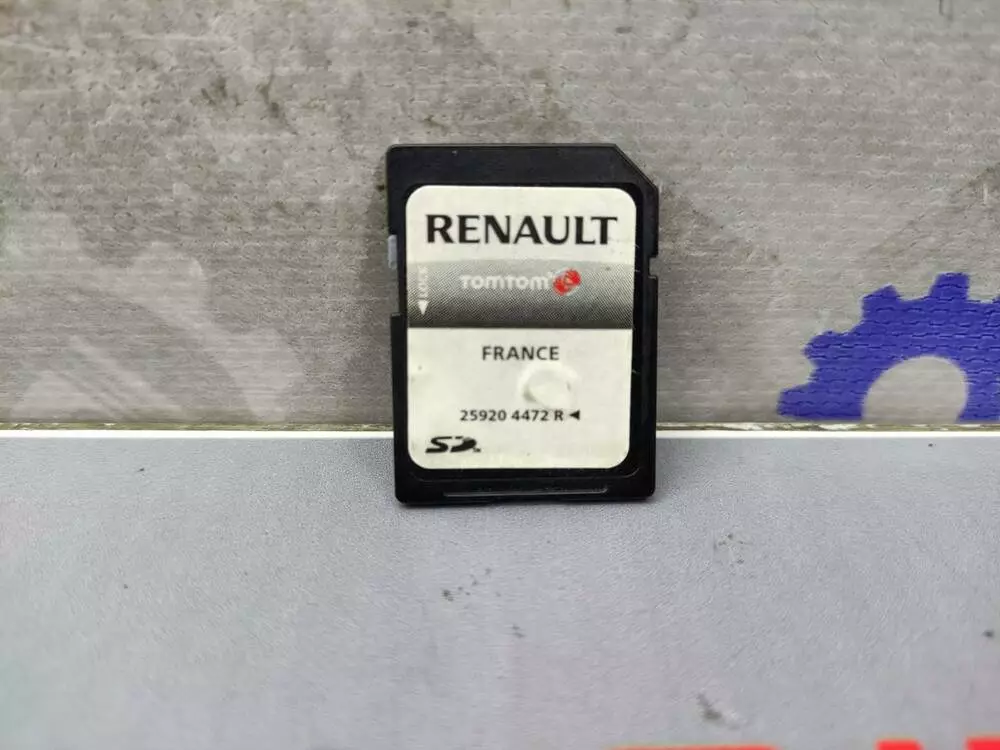 RENAULT
TOMTOM
◄ LOCK
FRANCE
25920 4472 R ◄
SD